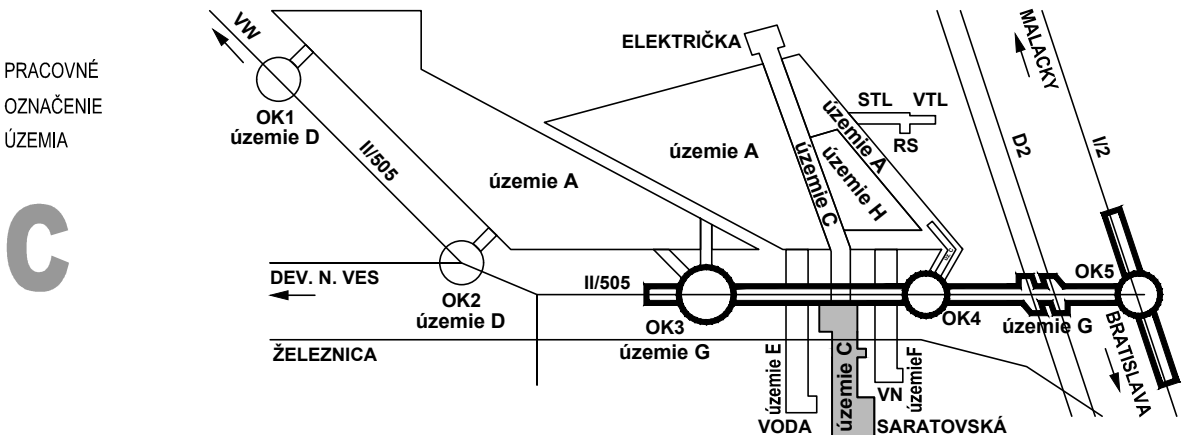 PRACOVNÉ
OZNAČENIE
ÚZEMIA
C
VW
OK1
územie D
II/505
ELEKTRIČKA
územie A
územie A
územie A
územie C
územie H
STL VTL
RS
MALACKY
D2
I/2
DEV. N. VES
OK2
územie D
II/505
OK3
územie G
OK4
OK5
územie G
BRATISLAVA
ŽELEZNICA
územie E
VODA
územie C
SARATOVSKÁ
VN
územieF